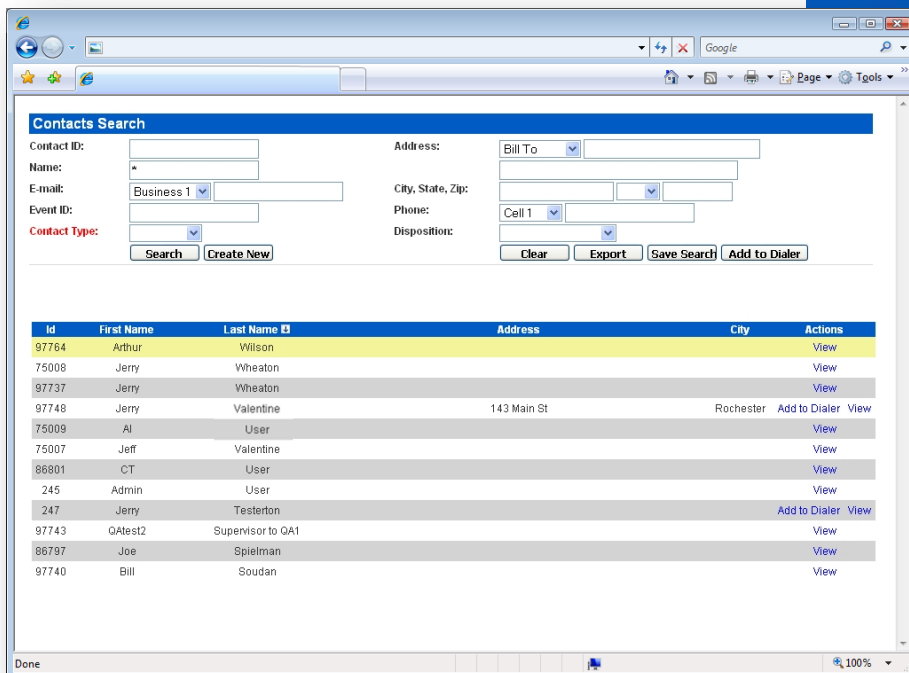 Google
Page Tools
Contacts Search
Contact ID: Address: Bill To
Name: *
E-mail: Business 1 City, State, Zip:
Event ID: Phone: Cell 1
Contact Type: Disposition:
Search Create New Clear Export Save Search Add to Dialer
Id First Name Last Name Address City Actions
97764 Arthur Wilson View
75008 Jerry Wheaton View
97737 Jerry Wheaton View
97748 Jerry Valentine 143 Main St Rochester Add to Dialer View
75009 Al User View
75007 Jeff Valentine View
86801 CT User View
245 Admin User View
247 Jerry Testerton Add to Dialer View
97743 QAtest2 Supervisor to QA1 View
86797 Joe Spielman View
97740 Bill Soudan View
Done 100%